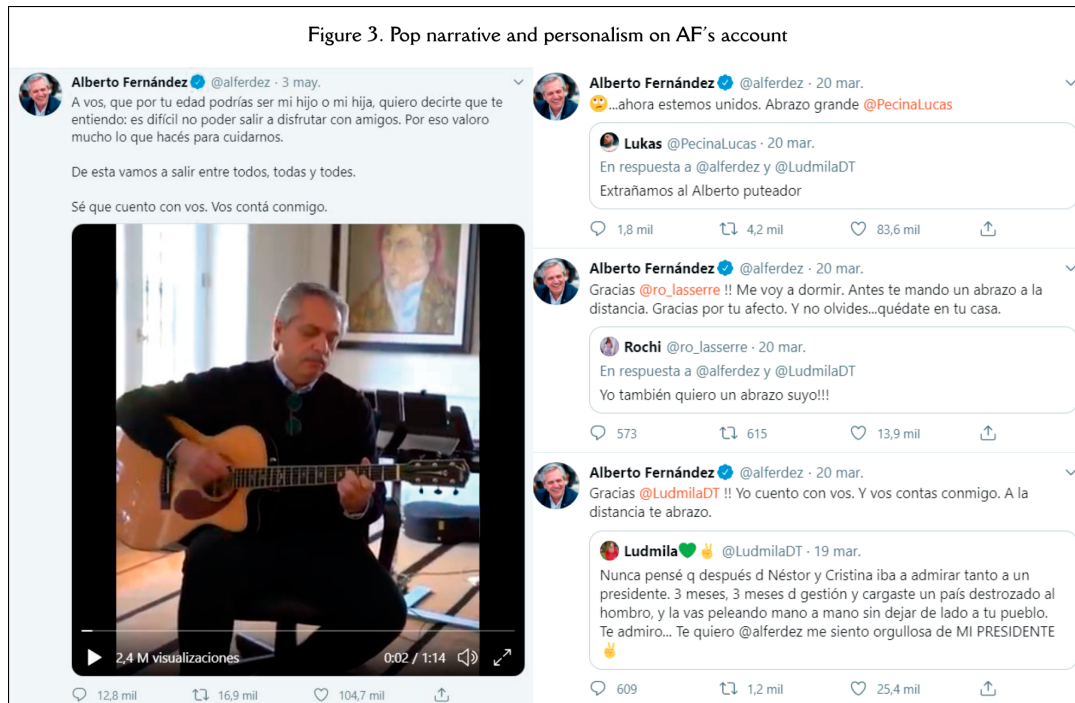 Figure 3. Pop narrative and personalism on AF's account
Alberto Fernández @alferdez · 3 may.
A vos, que por tu edad podrías ser mi hijo o mi hija, quiero decirte que te
entiendo: es difícil no poder salir a disfrutar con amigos. Por eso valoro
mucho lo que hacés para cuidarnos.
De esta vamos a salir entre todos, todas y todes.
Sé que cuento con vos. Vos contá conmigo.
2,4 M visualizaciones
0:02 / 1:14
12,8 mil 16,9 mil 104,7 mil
Alberto Fernández @alferdez · 20 mar.
🙄...ahora estemos unidos. Abrazo grande @PecinaLucas
Lukas @PecinaLucas · 20 mar.
En respuesta a @alferdez y @LudmilaDT
Extrañamos al Alberto puteador
1,8 mil 4,2 mil 83,6 mil
Alberto Fernández @alferdez · 20 mar.
Gracias @ro_lasserre !! Me voy a dormir. Antes te mando un abrazo a la
distancia. Gracias por tu afecto. Y no olvides...quédate en tu casa.
Rochi @ro_lasserre · 20 mar.
En respuesta a @alferdez y @LudmilaDT
Yo también quiero un abrazo suyo!!!
573 615 13,9 mil
Alberto Fernández @alferdez · 20 mar.
Gracias @LudmilaDT !! Yo cuento con vos. Y vos contas conmigo. A la
distancia te abrazo.
Ludmila💚✌ @LudmilaDT · 19 mar.
Nunca pensé q después d Néstor y Cristina iba a admirar tanto a un
presidente. 3 meses, 3 meses d gestión y cargaste un país destrozado al
hombro, y la vas peleando mano a mano sin dejar de lado a tu pueblo.
Te admiro... Te quiero @alferdez me siento orgullosa de MI PRESIDENTE
✌
609 1,2 mil 25,4 mil